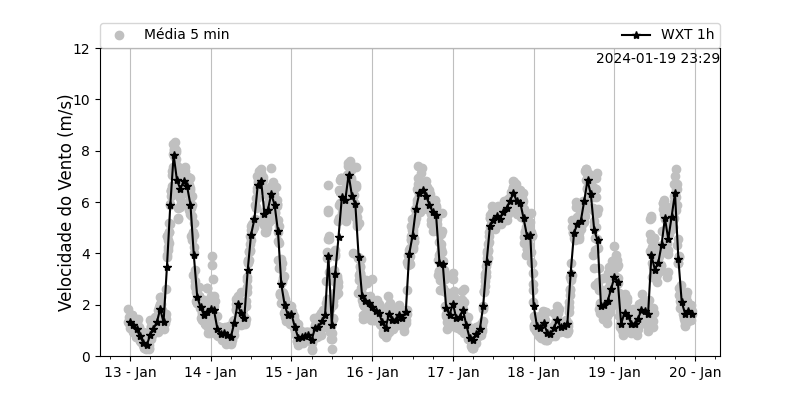 Média 5 min
WXT 1h
2024-01-19 23:29
Velocidade do Vento (m/s)
12
10
8
6
4
2
0
13 - Jan
14 - Jan
15 - Jan
16 - Jan
17 - Jan
18 - Jan
19 - Jan
20 - Jan